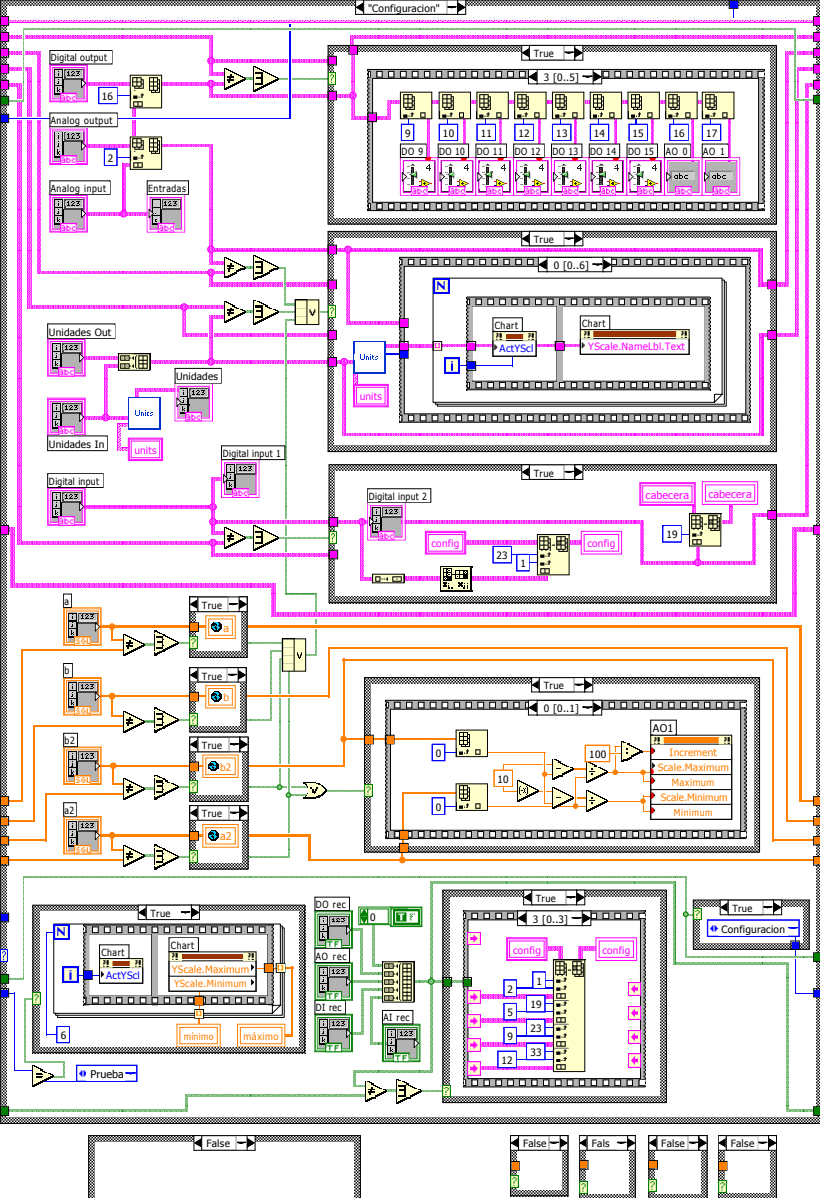 "Configuracion"
Digital output
16
Analog output
2
Analog input
Entradas
True
3 [0..5]
9
10
11
12
13
14
15
16
17
DO 9
DO 10
DO 11
DO 12
DO 13
DO 14
DO 15
AO 0
AO 1
True
0 [0..6]
N
Chart
ActYScl
Chart
YScale.NameLbl.Text
i
Units
units
Unidades Out
Unidades
Units
Unidades In
units
Digital input 1
Digital input
True
Digital input 2
config
23
1
config
cabecera
cabecera
19
a
True
a
b
True
b
b2
True
b2
a2
True
a2
True
0 [0..1]
0
0
10
100
AO1
Increment
Scale.Maximum
Maximum
Scale.Minimum
Minimum
True
N
Chart
ActYScl
i
Chart
YScale.Maximum
YScale.Minimum
6
mínimo
máximo
Prueba
DO rec
0
T
AO rec
DI rec
AI rec
True
3 [0..3]
config
config
1
2
19
5
23
9
33
12
True
Configuracion
False
False
Fals
False
False